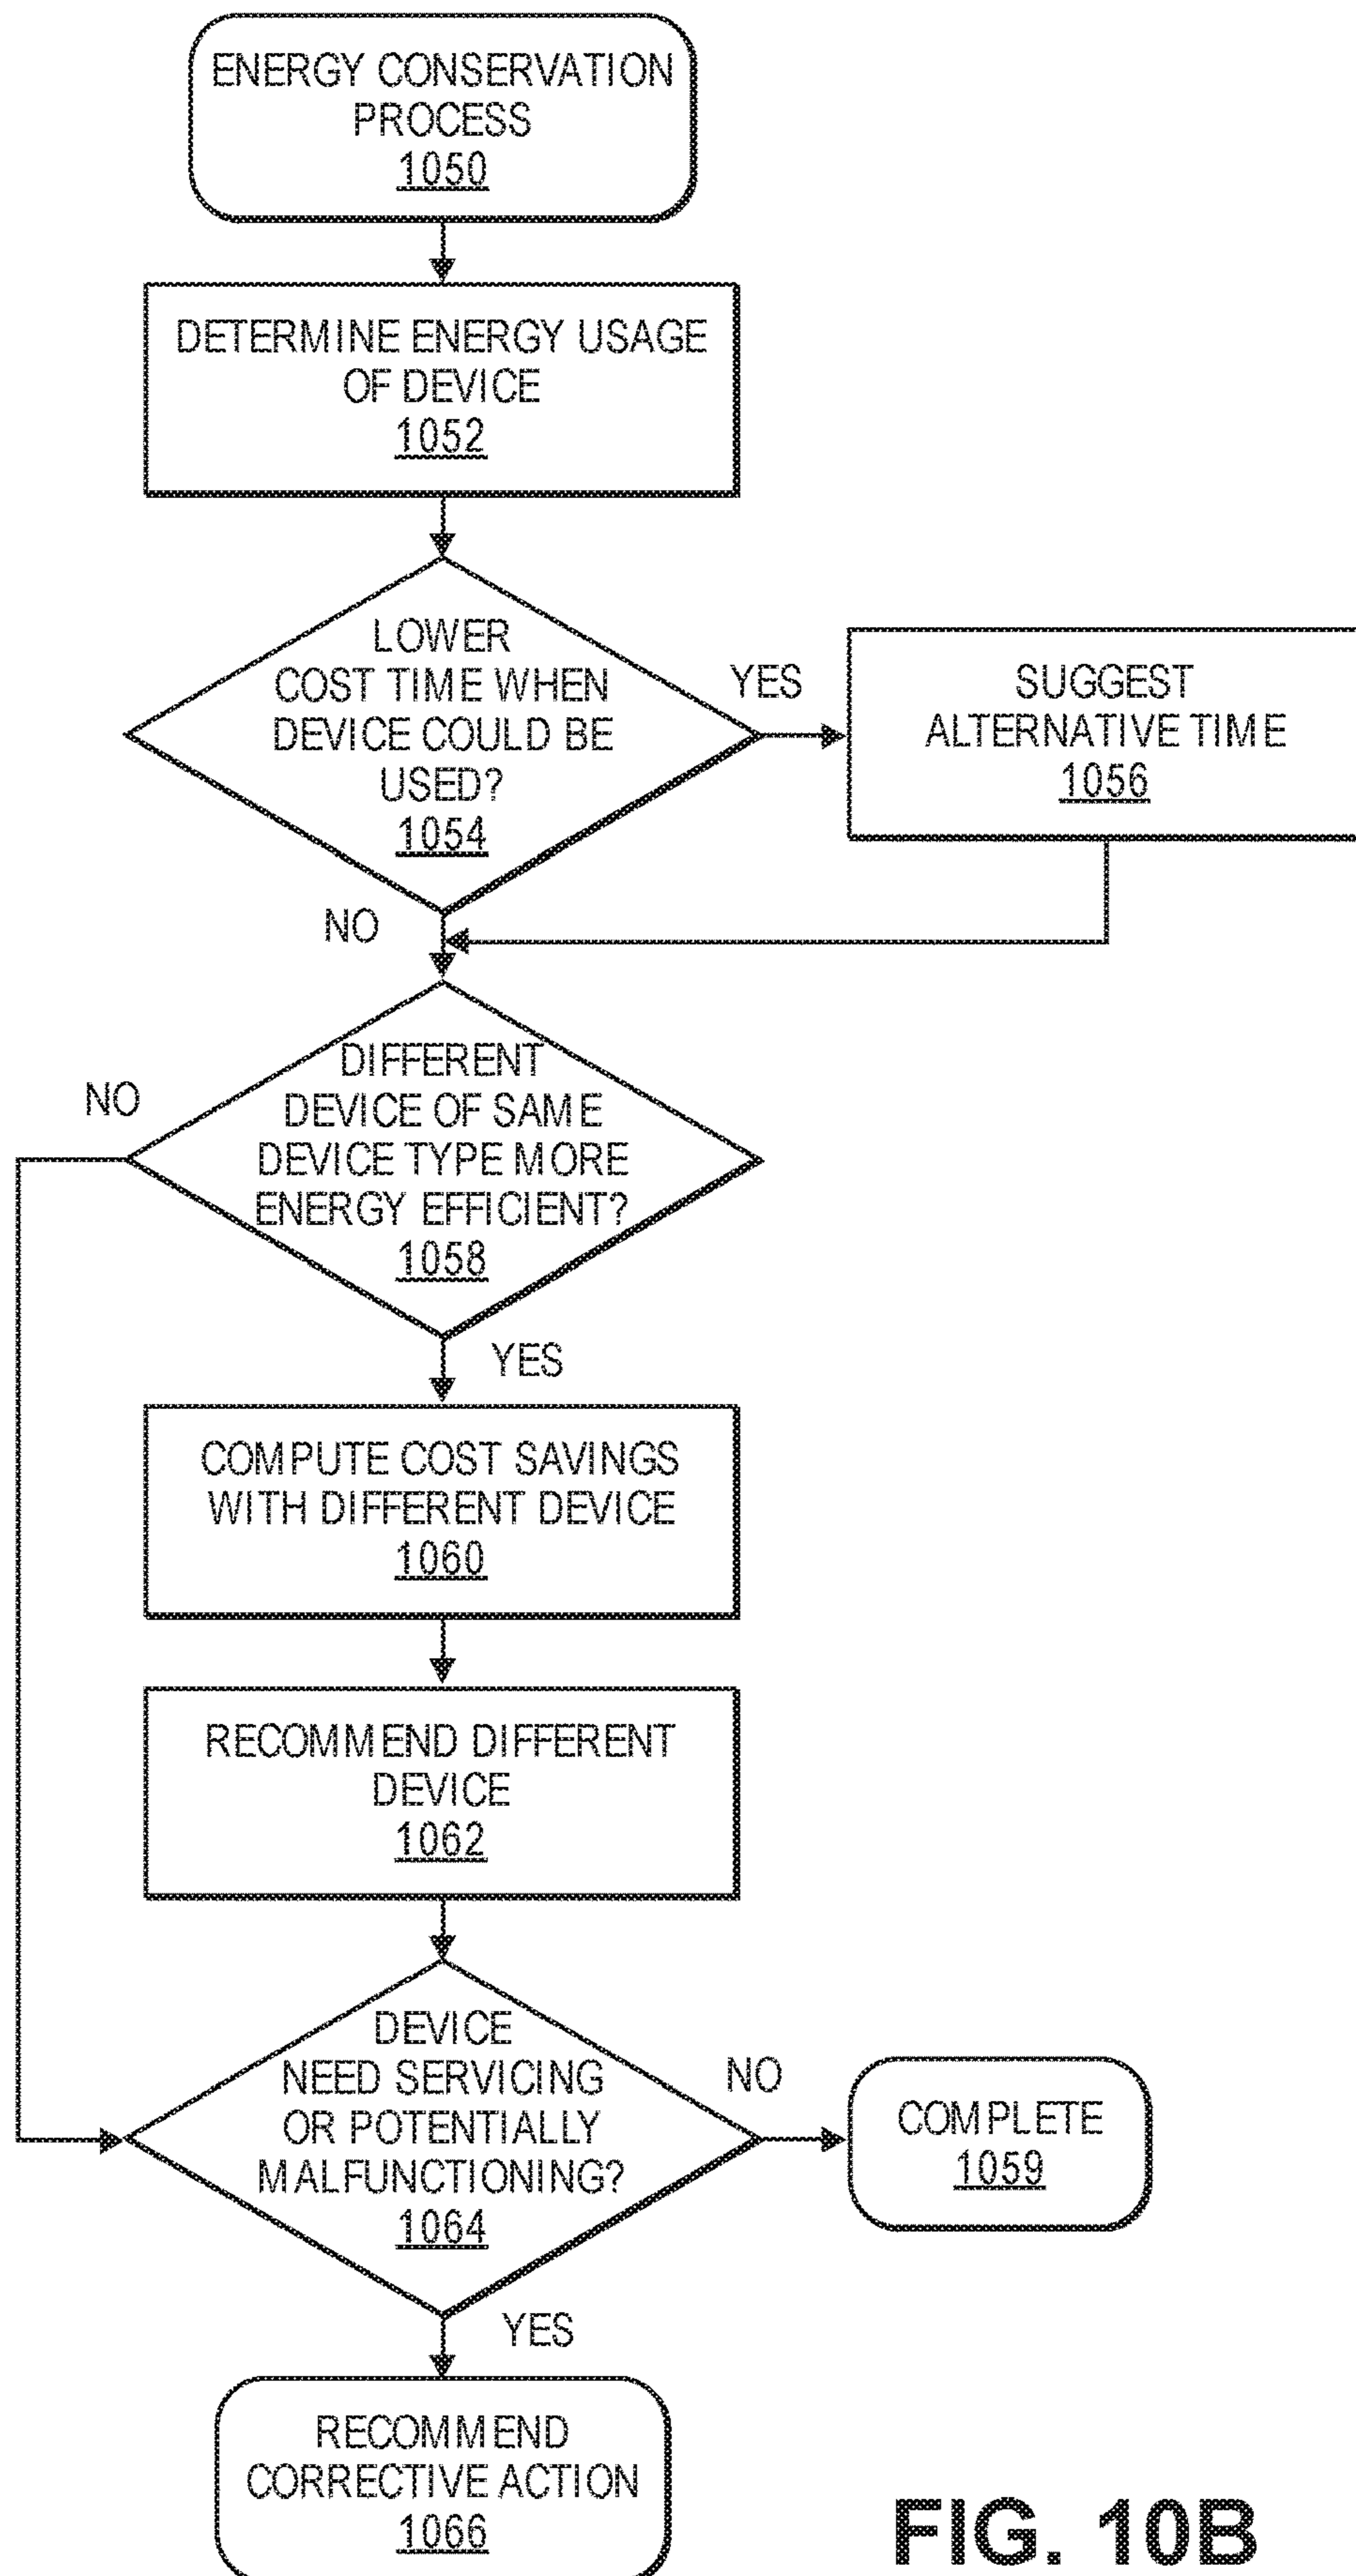 ENERGY CONSERVATION
PROCESS
1050
DETERMINE ENERGY USAGE
OF DEVICE
1052
LOWER
COST TIME WHEN
DEVICE COULD BE
USED?
1054
YES
SUGGEST
ALTERNATIVE TIME
1056
NO
DIFFERENT
DEVICE OF SAME
DEVICE TYPE MORE
ENERGY EFFICIENT?
1058
NO
YES
COMPUTE COST SAVINGS
WITH DIFFERENT DEVICE
1060
RECOMMEND DIFFERENT
DEVICE
1062
DEVICE
NEED SERVICING
OR POTENTIALLY
MALFUNCTIONING?
1064
NO
COMPLETE
1059
YES
RECOMMEND
CORRECTIVE ACTION
1066
FIG. 10B